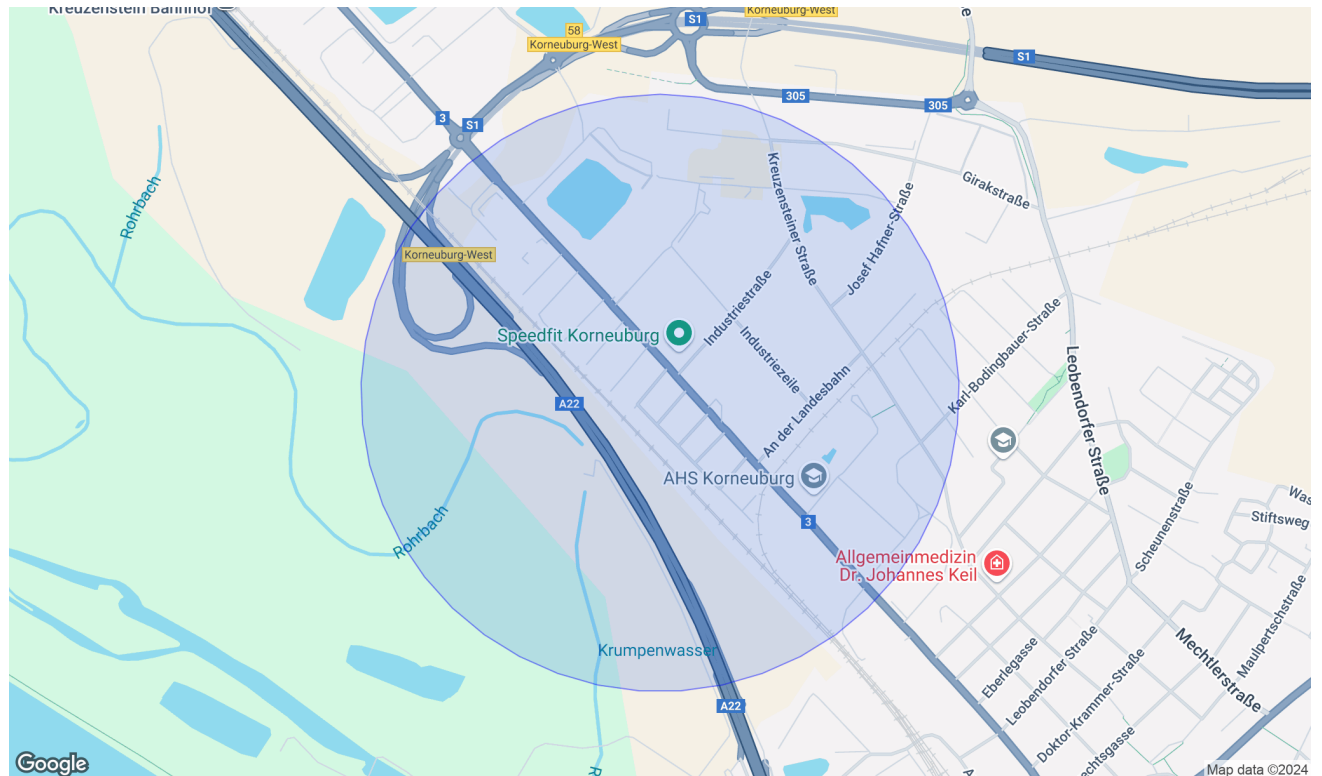 Kreuzenstein Bahnhof
58
Korneuburg-West
Korneuburg-West
S1
S1
305
305
3
S1
Rohrbach
Korneuburg-West
Kreuzensteiner Straße
Girakstraße
Josef Hafner-Straße
Speedfit Korneuburg
Industriestraße
Industriezeile
An der Landesbahn
Karl-Bodingbauer-Straße
Leobendorfer Straße
A22
AHS Korneuburg
3
Rohrbach
Allgemeinmedizin
Dr. Johannes Keil
Scheunenstraße
Stiftsweg
Maulpertschstraße
Mechtlerstraße
Krumpenwasser
Eberlegasse
Leobendorfer Straße
Doktor-Krammer-Straße
A22
Google
Map data ©2024